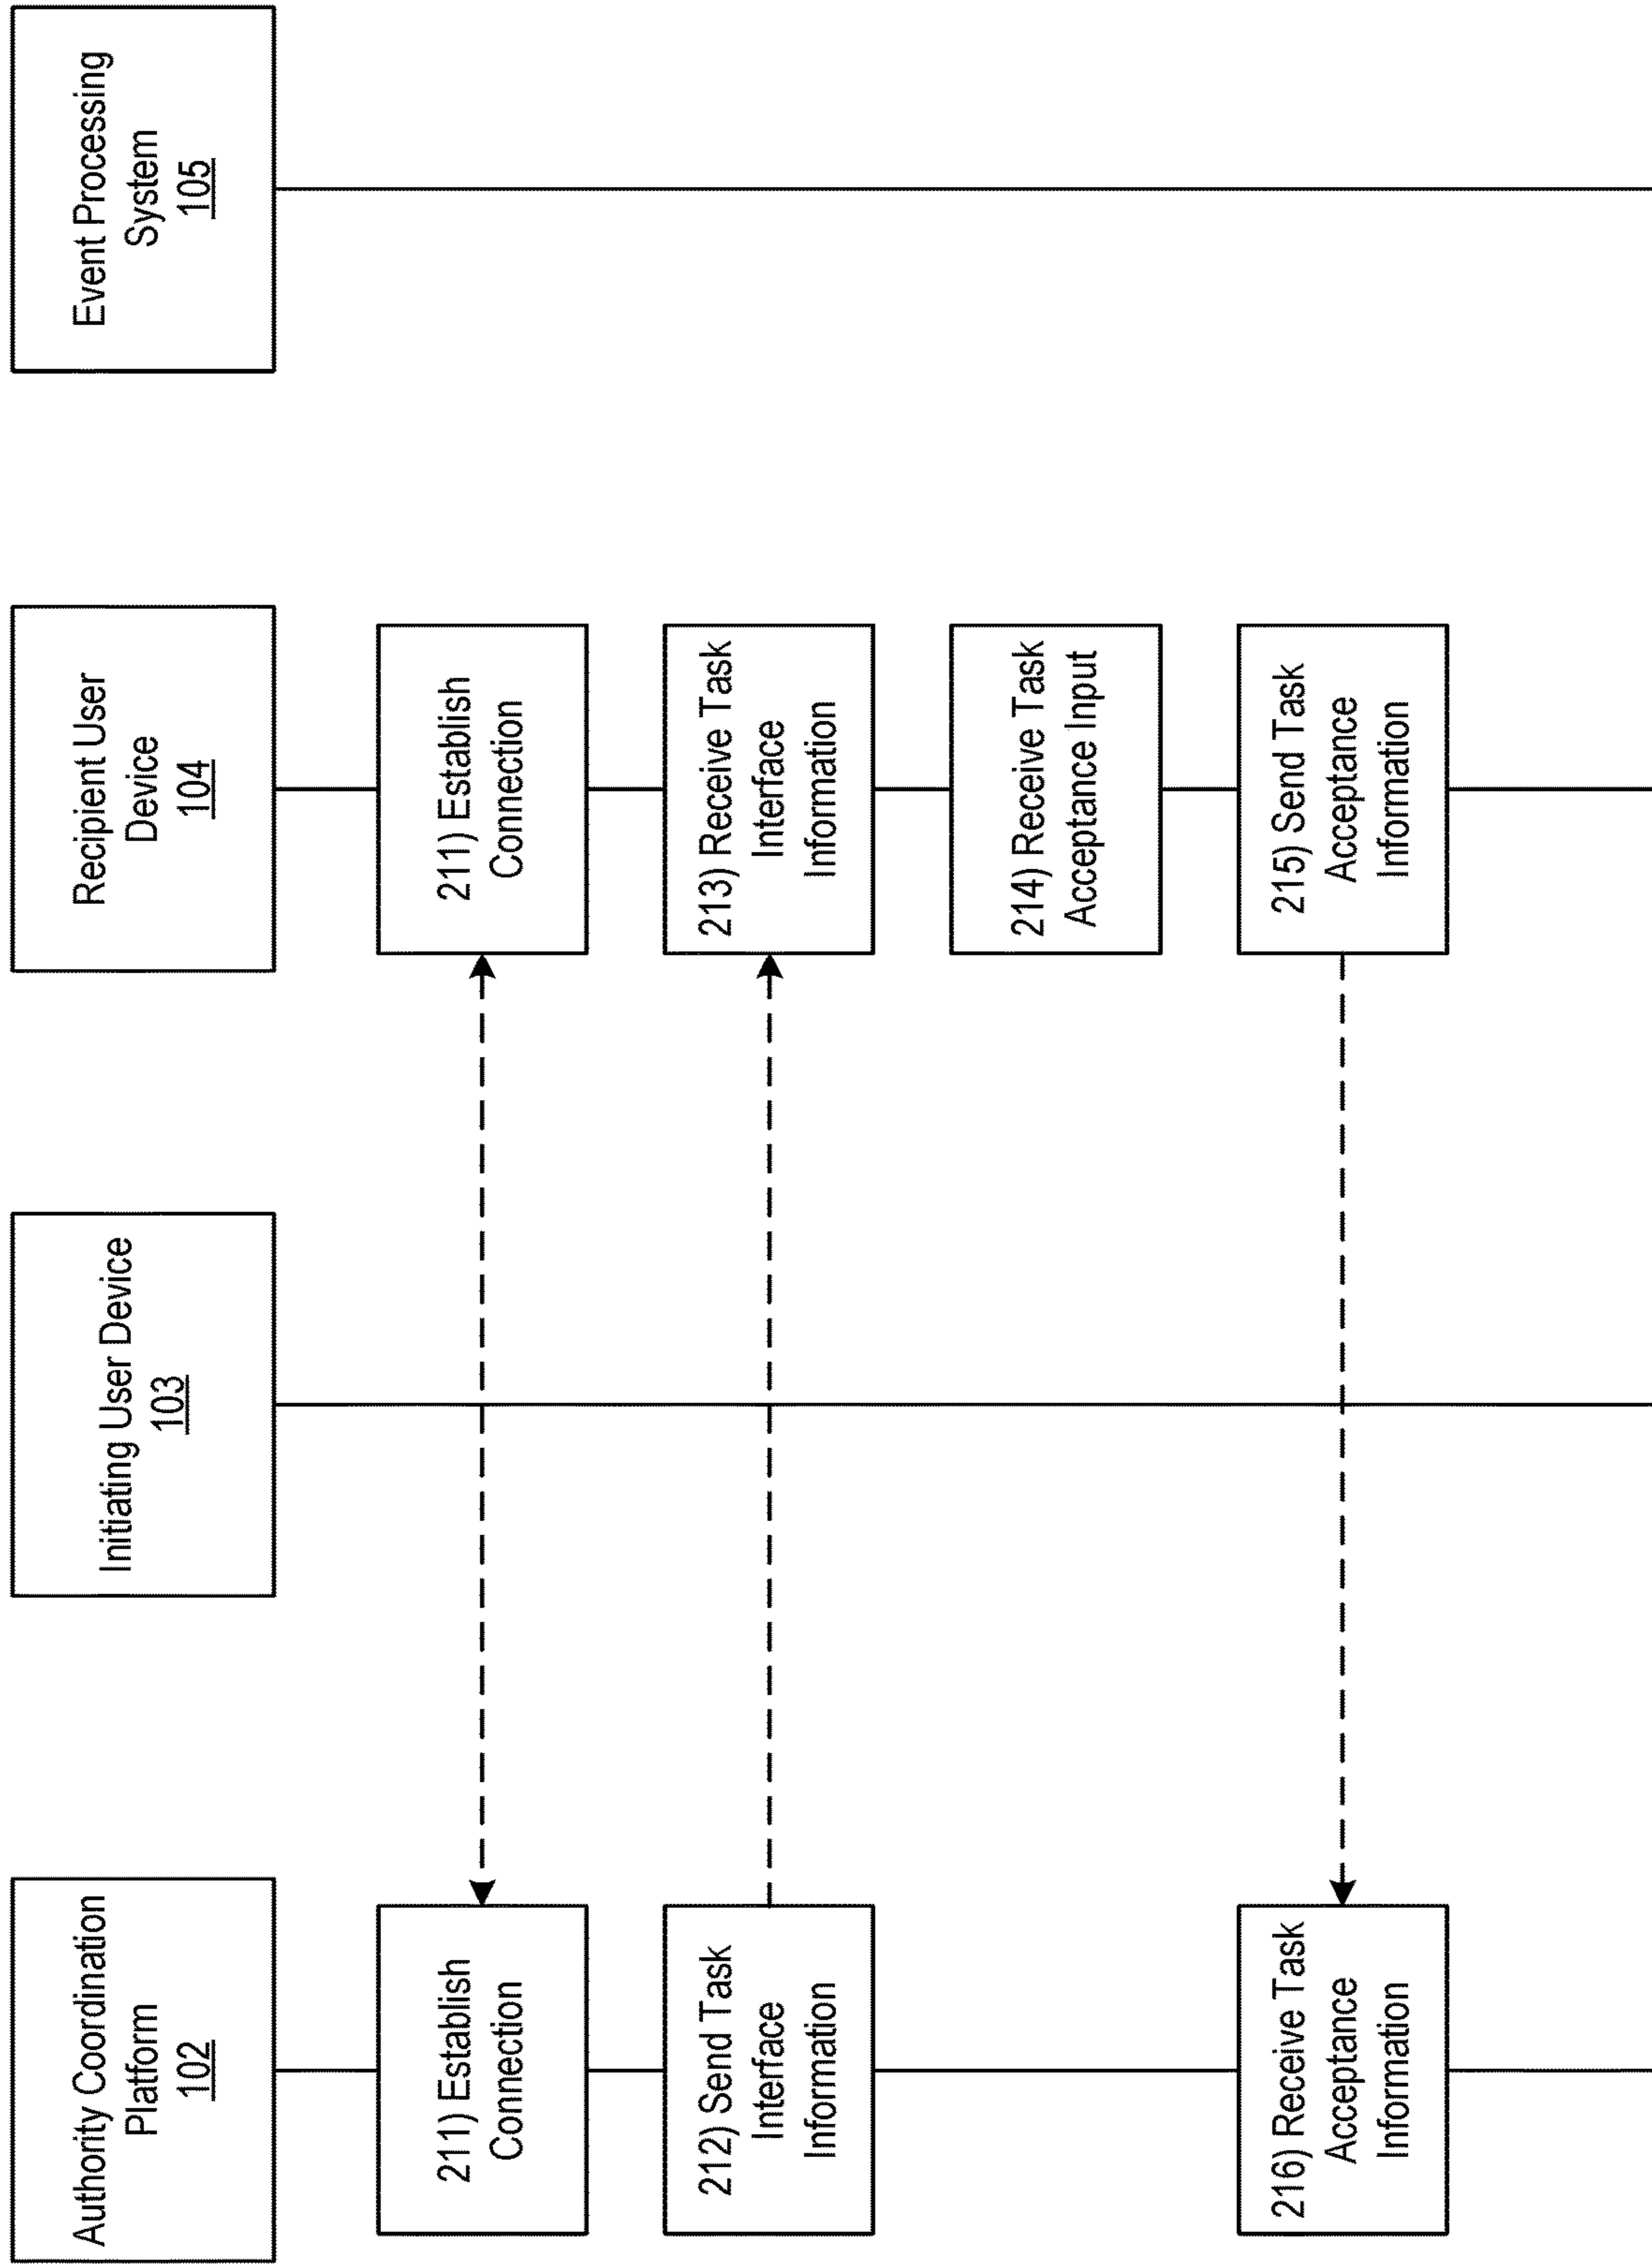 Authority Coordination
Platform
102
Initiating User Device
103
Recipient User
Device
104
Event Processing
System
105
211) Establish
Connection
211) Establish
Connection
212) Send Task
Interface
Information
213) Receive Task
Interface
Information
214) Receive Task
Acceptance Input
216) Receive Task
Acceptance
Information
215) Send Task
Acceptance
Information